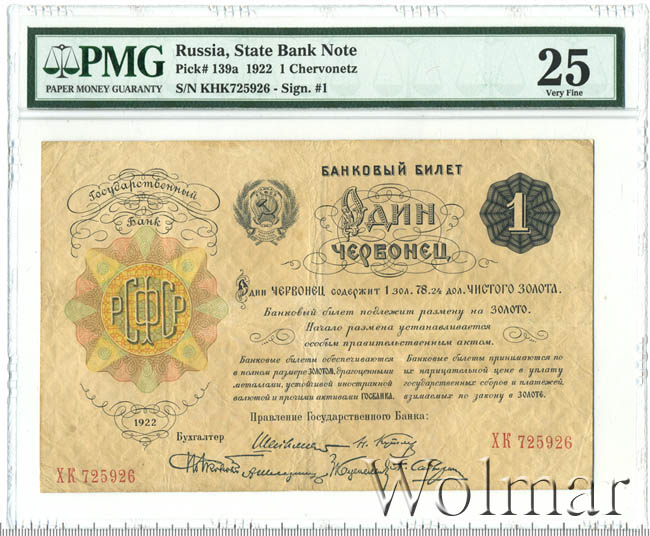 PMG
PAPER MONEY GUARANTY
Russia, State Bank Note
Pick# 139a 1922 1 Chervonetz
S/N KHK725926 - Sign. #1
25
Very Fine
Государственный
Банк
БАНКОВЫЙ БИЛЕТ
Один
ЧЕРВОНЕЦ
1
Один ЧЕРВОНЕЦ содержит 1 зол. 78.24 дол. ЧИСТОГО ЗОЛОТА.
Банковый билет подлежит размену на ЗОЛОТО.
Начало размена устанавливается
особым правительственным актом.
РСФСР
Банковые билеты обеспечиваются
в полном размере ЗОЛОТОМ, драгоценными
металлами, устойчивой иностранной
валютой и прочими активами ГОСБАНКА.
Банковые билеты принимаются по
их нарицательной цене в уплату
государственных сборов и платежей,
взимаемых по закону в ЗОЛОТЕ.
1922
Правление Государственного Банка:
Бухгалтер
ХК 725926
ХК 725926
Wolmar